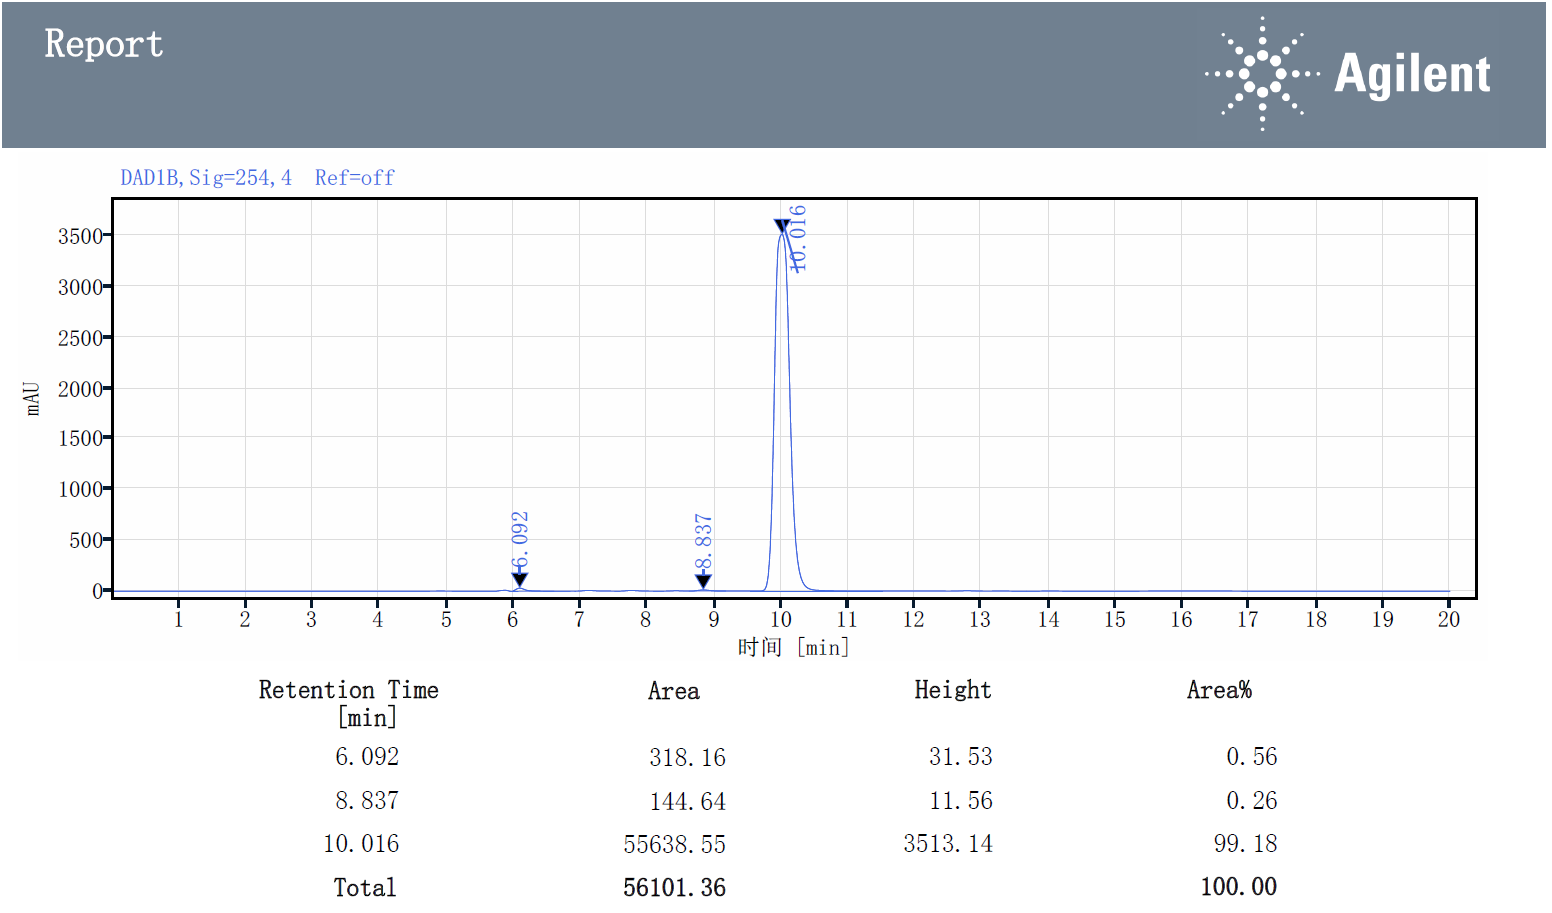 Report
Agilent
DAD1B,Sig=254,4  Ref=off
10.016
3500
3000
2500
2000
1500
1000
500
0
mAU
6.092
8.837
1 2 3 4 5 6 7 8 9 10 11 12 13 14 15 16 17 18 19 20
时间 [min]
Retention Time Area Height Area%
[min]
6.092 318.16 31.53 0.56
8.837 144.64 11.56 0.26
10.016 55638.55 3513.14 99.18
Total 56101.36 100.00